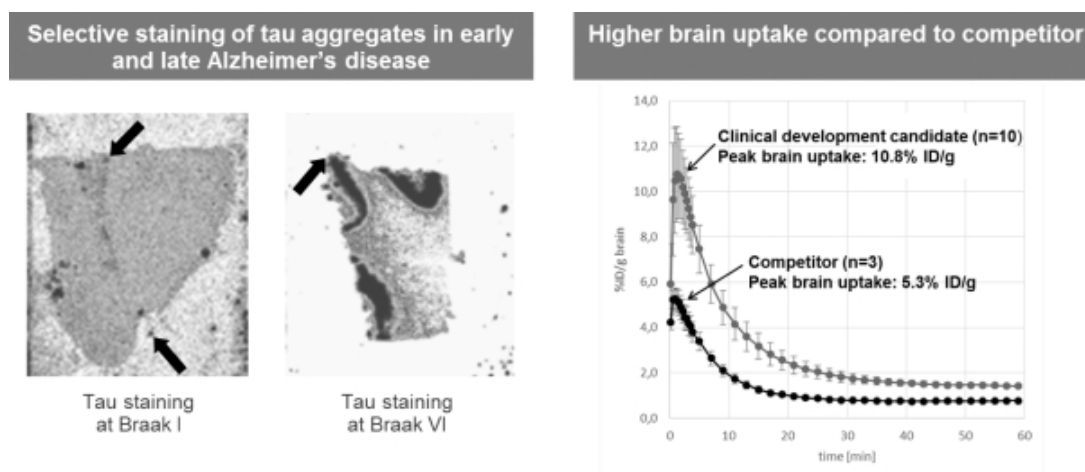 Selective staining of tau aggregates in early
and late Alzheimer's disease
Tau staining
at Braak I
Tau staining
at Braak VI
Higher brain uptake compared to competitor
%ID/g brain
14,0
12,0
10,0
8,0
6,0
4,0
2,0
0,0
Clinical development candidate (n=10)
Peak brain uptake: 10.8% ID/g
Competitor (n=3)
Peak brain uptake: 5.3% ID/g
0 10 20 30 40 50 60
time [min]